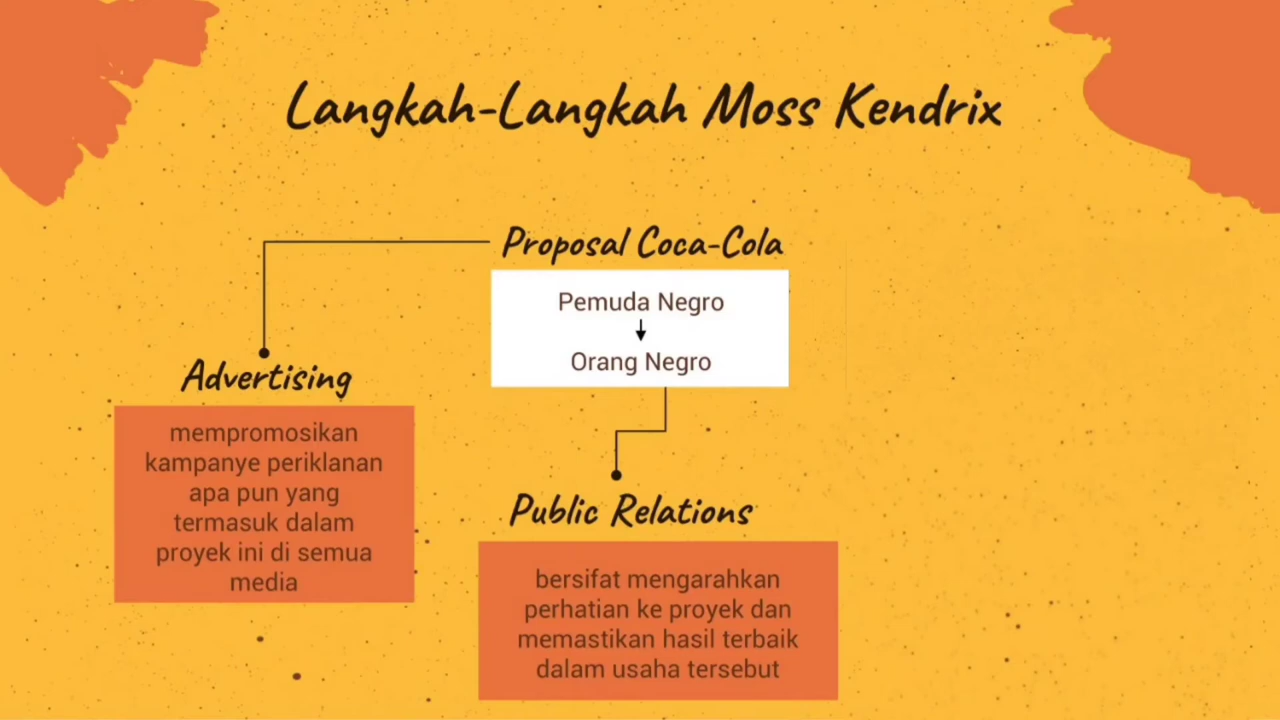 Langkah-Langkah Moss Kendrix
Proposal Coca-Cola
Pemuda Negro
Orang Negro
Advertising
mempromosikan
kampanye periklanan
apa pun yang
termasuk dalam
proyek ini di semua
media
Public Relations
bersifat mengarahkan
perhatian ke proyek dan
memastikan hasil terbaik
dalam usaha tersebut